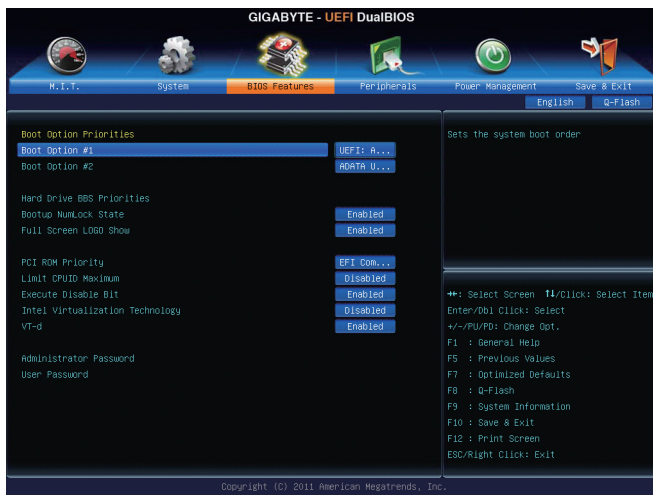 GIGABYTE - UEFI DualBIOS
M.I.T.
System
BIOS Features
Peripherals
Power Management
Save & Exit
English
Q-Flash
Boot Option Priorities
Boot Option #1 UEFI: A...
Boot Option #2 ADATA U...
Hard Drive BBS Priorities
Bootup NumLock State Enabled
Full Screen LOGO Show Enabled
PCI ROM Priority EFI Com...
Limit CPUID Maximum Disabled
Execute Disable Bit Enabled
Intel Virtualization Technology Disabled
VT-d Enabled
Administrator Password
User Password
Sets the system boot order
→←: Select Screen ↑↓/Click: Select Item
Enter/Dbl Click: Select
+/-/PU/PD: Change Opt.
F1 : General Help
F5 : Previous Values
F7 : Optimized Defaults
F8 : Q-Flash
F9 : System Information
F10 : Save & Exit
F12 : Print Screen
ESC/Right Click: Exit
Copyright (C) 2011 American Megatrends, Inc.